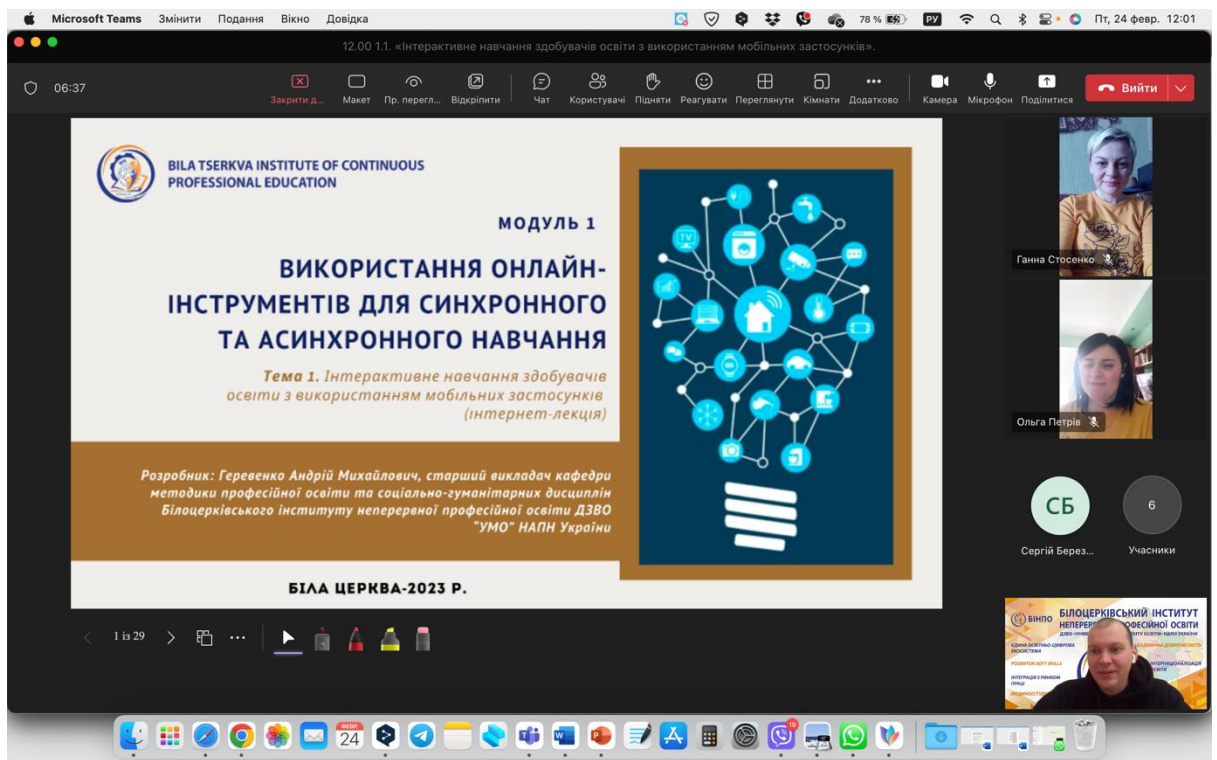 Microsoft Teams Змінити Подання Вікно Довідка
78 % РУ Пт, 24 февр. 12:01
12.00 1.1. «Інтерактивне навчання здобувачів освіти з використанням мобільних застосунків».
06:37
Закрити д... Макет Пр. перегл... Відкріпити Чат Користувачі Підняти Реагувати Переглянути Кімнати Додатково Камера Мікрофон Поділитися Вийти
BILA TSERKVA INSTITUTE OF CONTINUOUS
PROFESSIONAL EDUCATION
МОДУЛЬ 1
ВИКОРИСТАННЯ ОНЛАЙН-
ІНСТРУМЕНТІВ ДЛЯ СИНХРОННОГО
ТА АСИНХРОННОГО НАВЧАННЯ
Тема 1. Інтерактивне навчання здобувачів
освіти з використанням мобільних застосунків
(інтернет-лекція)
Розробник: Геревенко Андрій Михайлович, старший викладач кафедри
методики професійної освіти та соціально-гуманітарних дисциплін
Білоцерківського інституту неперервної професійної освіти ДЗВО
"УМО" НАПН України
БІЛА ЦЕРКВА-2023 Р.
TV
Ганна Стосенко
Ольга Петрів
СБ
6
Сергій Берез...
Учасники
1 із 29
БІНПО
БІЛОЦЕРКІВСЬКИЙ ІНСТИТУТ
ОСВІТИ
РОЗВИТОК SOFT SKILLS
ІНТЕГРАЦІЯ З РИНКОМ
ПРАЦІ
ФЕВР.
24